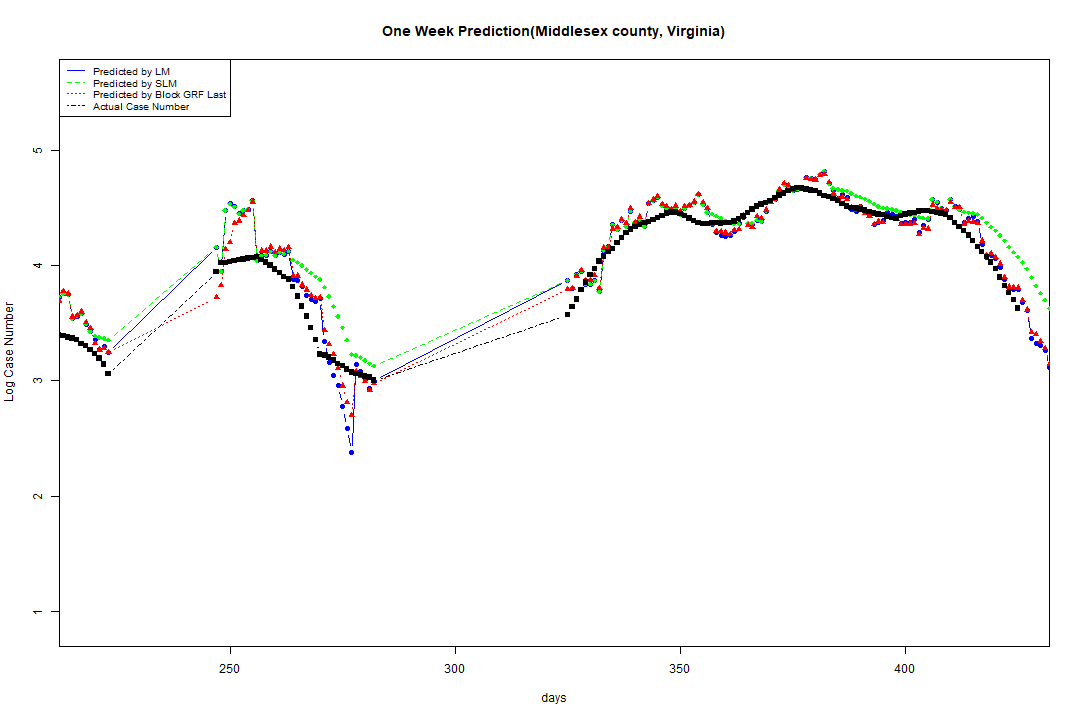 One Week Prediction(Middlesex county, Virginia)
Predicted by LM
Predicted by SLM
Predicted by Block GRF Last
Actual Case Number
5
4
3
2
1
Log Case Number
250 300 350 400
days